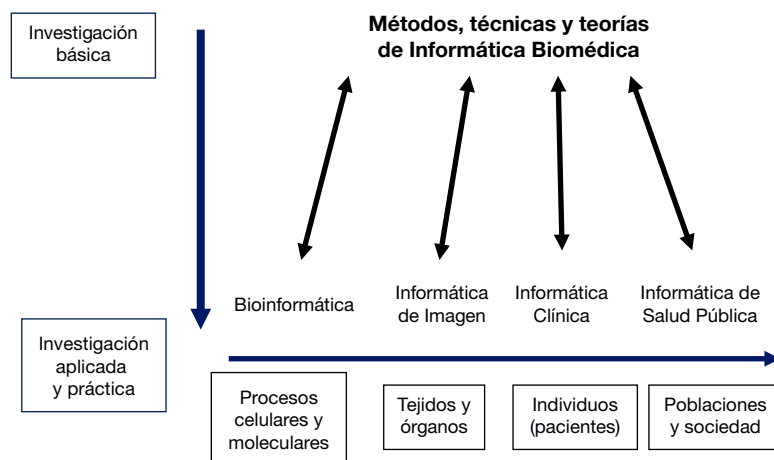 Investigación
básica
Métodos, técnicas y teorías
de Informática Biomédica
Bioinformática
Informática
de Imagen
Informática
Clínica
Informática de
Salud Pública
Investigación
aplicada
y práctica
Procesos
celulares y
moleculares
Tejidos y
órganos
Individuos
(pacientes)
Poblaciones
y sociedad